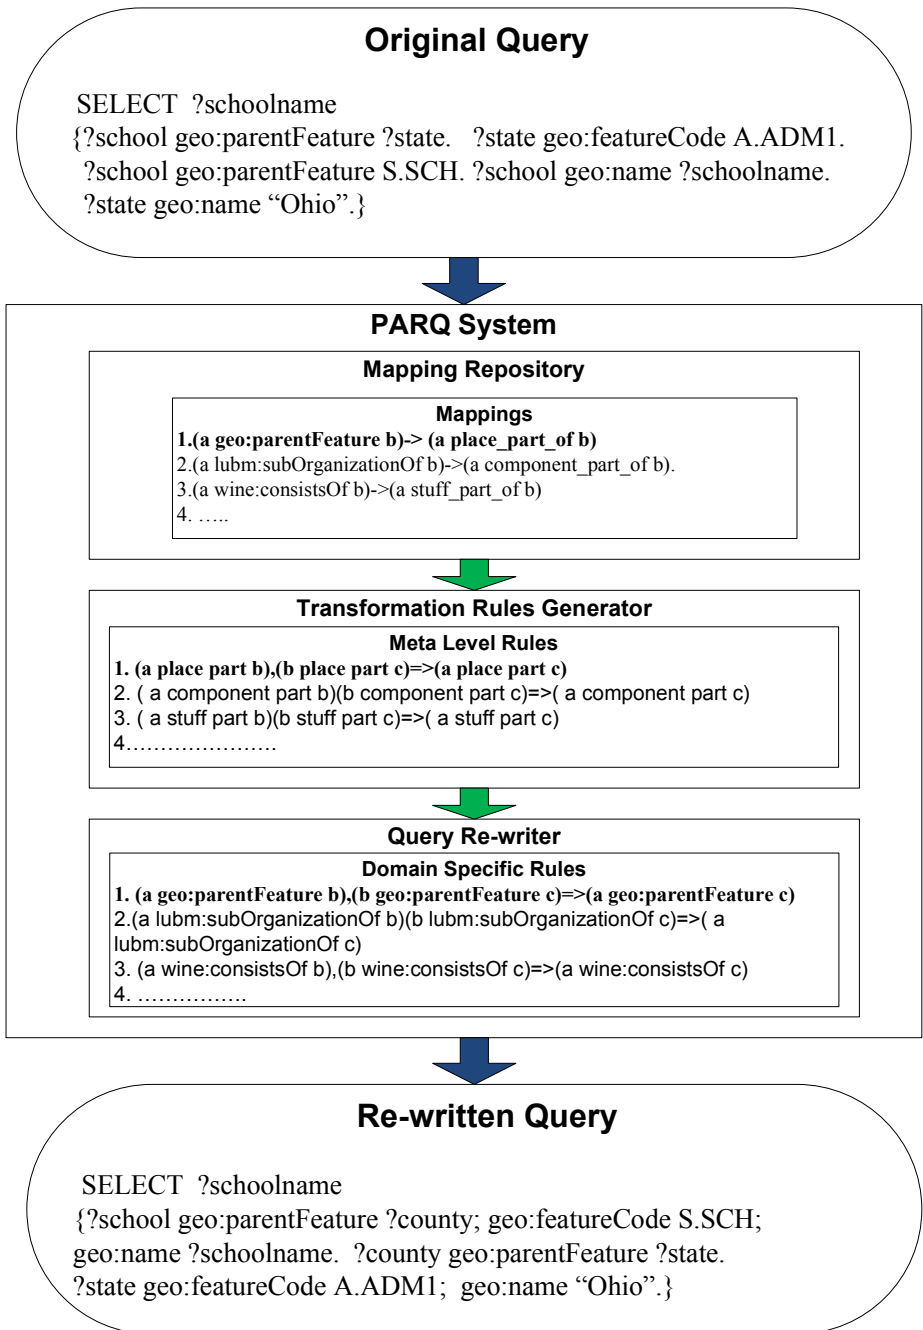 Original Query
SELECT ?schoolname
{?school geo:parentFeature ?state. ?state geo:featureCode A.ADM1.
?school geo:parentFeature S.SCH. ?school geo:name ?schoolname.
?state geo:name “Ohio”.}
PARQ System
Mapping Repository
Mappings
1.(a geo:parentFeature b)-> (a place_part_of b)
2.(a lubm:subOrganizationOf b)->(a component_part_of b).
3.(a wine:consistsOf b)->(a stuff_part_of b)
4. …..
Transformation Rules Generator
Meta Level Rules
1. (a place part b),(b place part c)=>(a place part c)
2. ( a component part b)(b component part c)=>( a component part c)
3. ( a stuff part b)(b stuff part c)=>( a stuff part c)
4…………………
Query Re-writer
Domain Specific Rules
1. (a geo:parentFeature b),(b geo:parentFeature c)=>(a geo:parentFeature c)
2.(a lubm:subOrganizationOf b)(b lubm:subOrganizationOf c)=>( a
lubm:subOrganizationOf c)
3. (a wine:consistsOf b),(b wine:consistsOf c)=>(a wine:consistsOf c)
4. …………….
Re-written Query
SELECT ?schoolname
{?school geo:parentFeature ?county; geo:featureCode S.SCH;
geo:name ?schoolname. ?county geo:parentFeature ?state.
?state geo:featureCode A.ADM1; geo:name “Ohio”.}